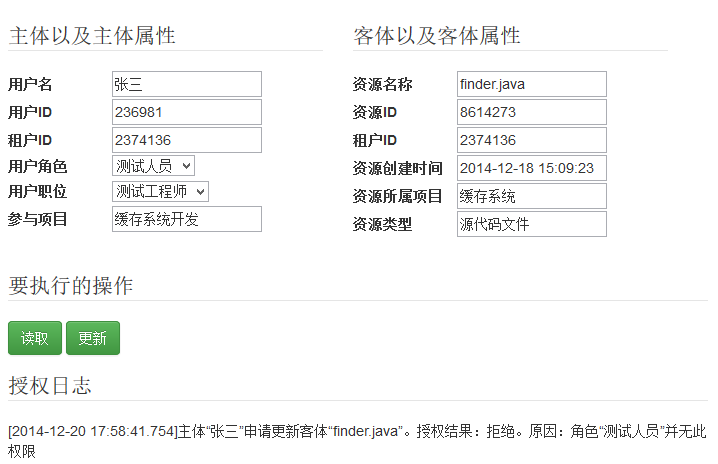 主体以及主体属性
客体以及客体属性
用户名 张三
资源名称 finder.java
用户ID 236981
资源ID 8614273
租户ID 2374136
租户ID 2374136
用户角色 测试人员
资源创建时间 2014-12-18 15:09:23
用户职位 测试工程师
资源所属项目 缓存系统
参与项目 缓存系统开发
资源类型 源代码文件
要执行的操作
读取 更新
授权日志
[2014-12-20 17:58:41.754]主体“张三”申请更新客体“finder.java”。授权结果：拒绝。原因：角色“测试人员”并无此
权限